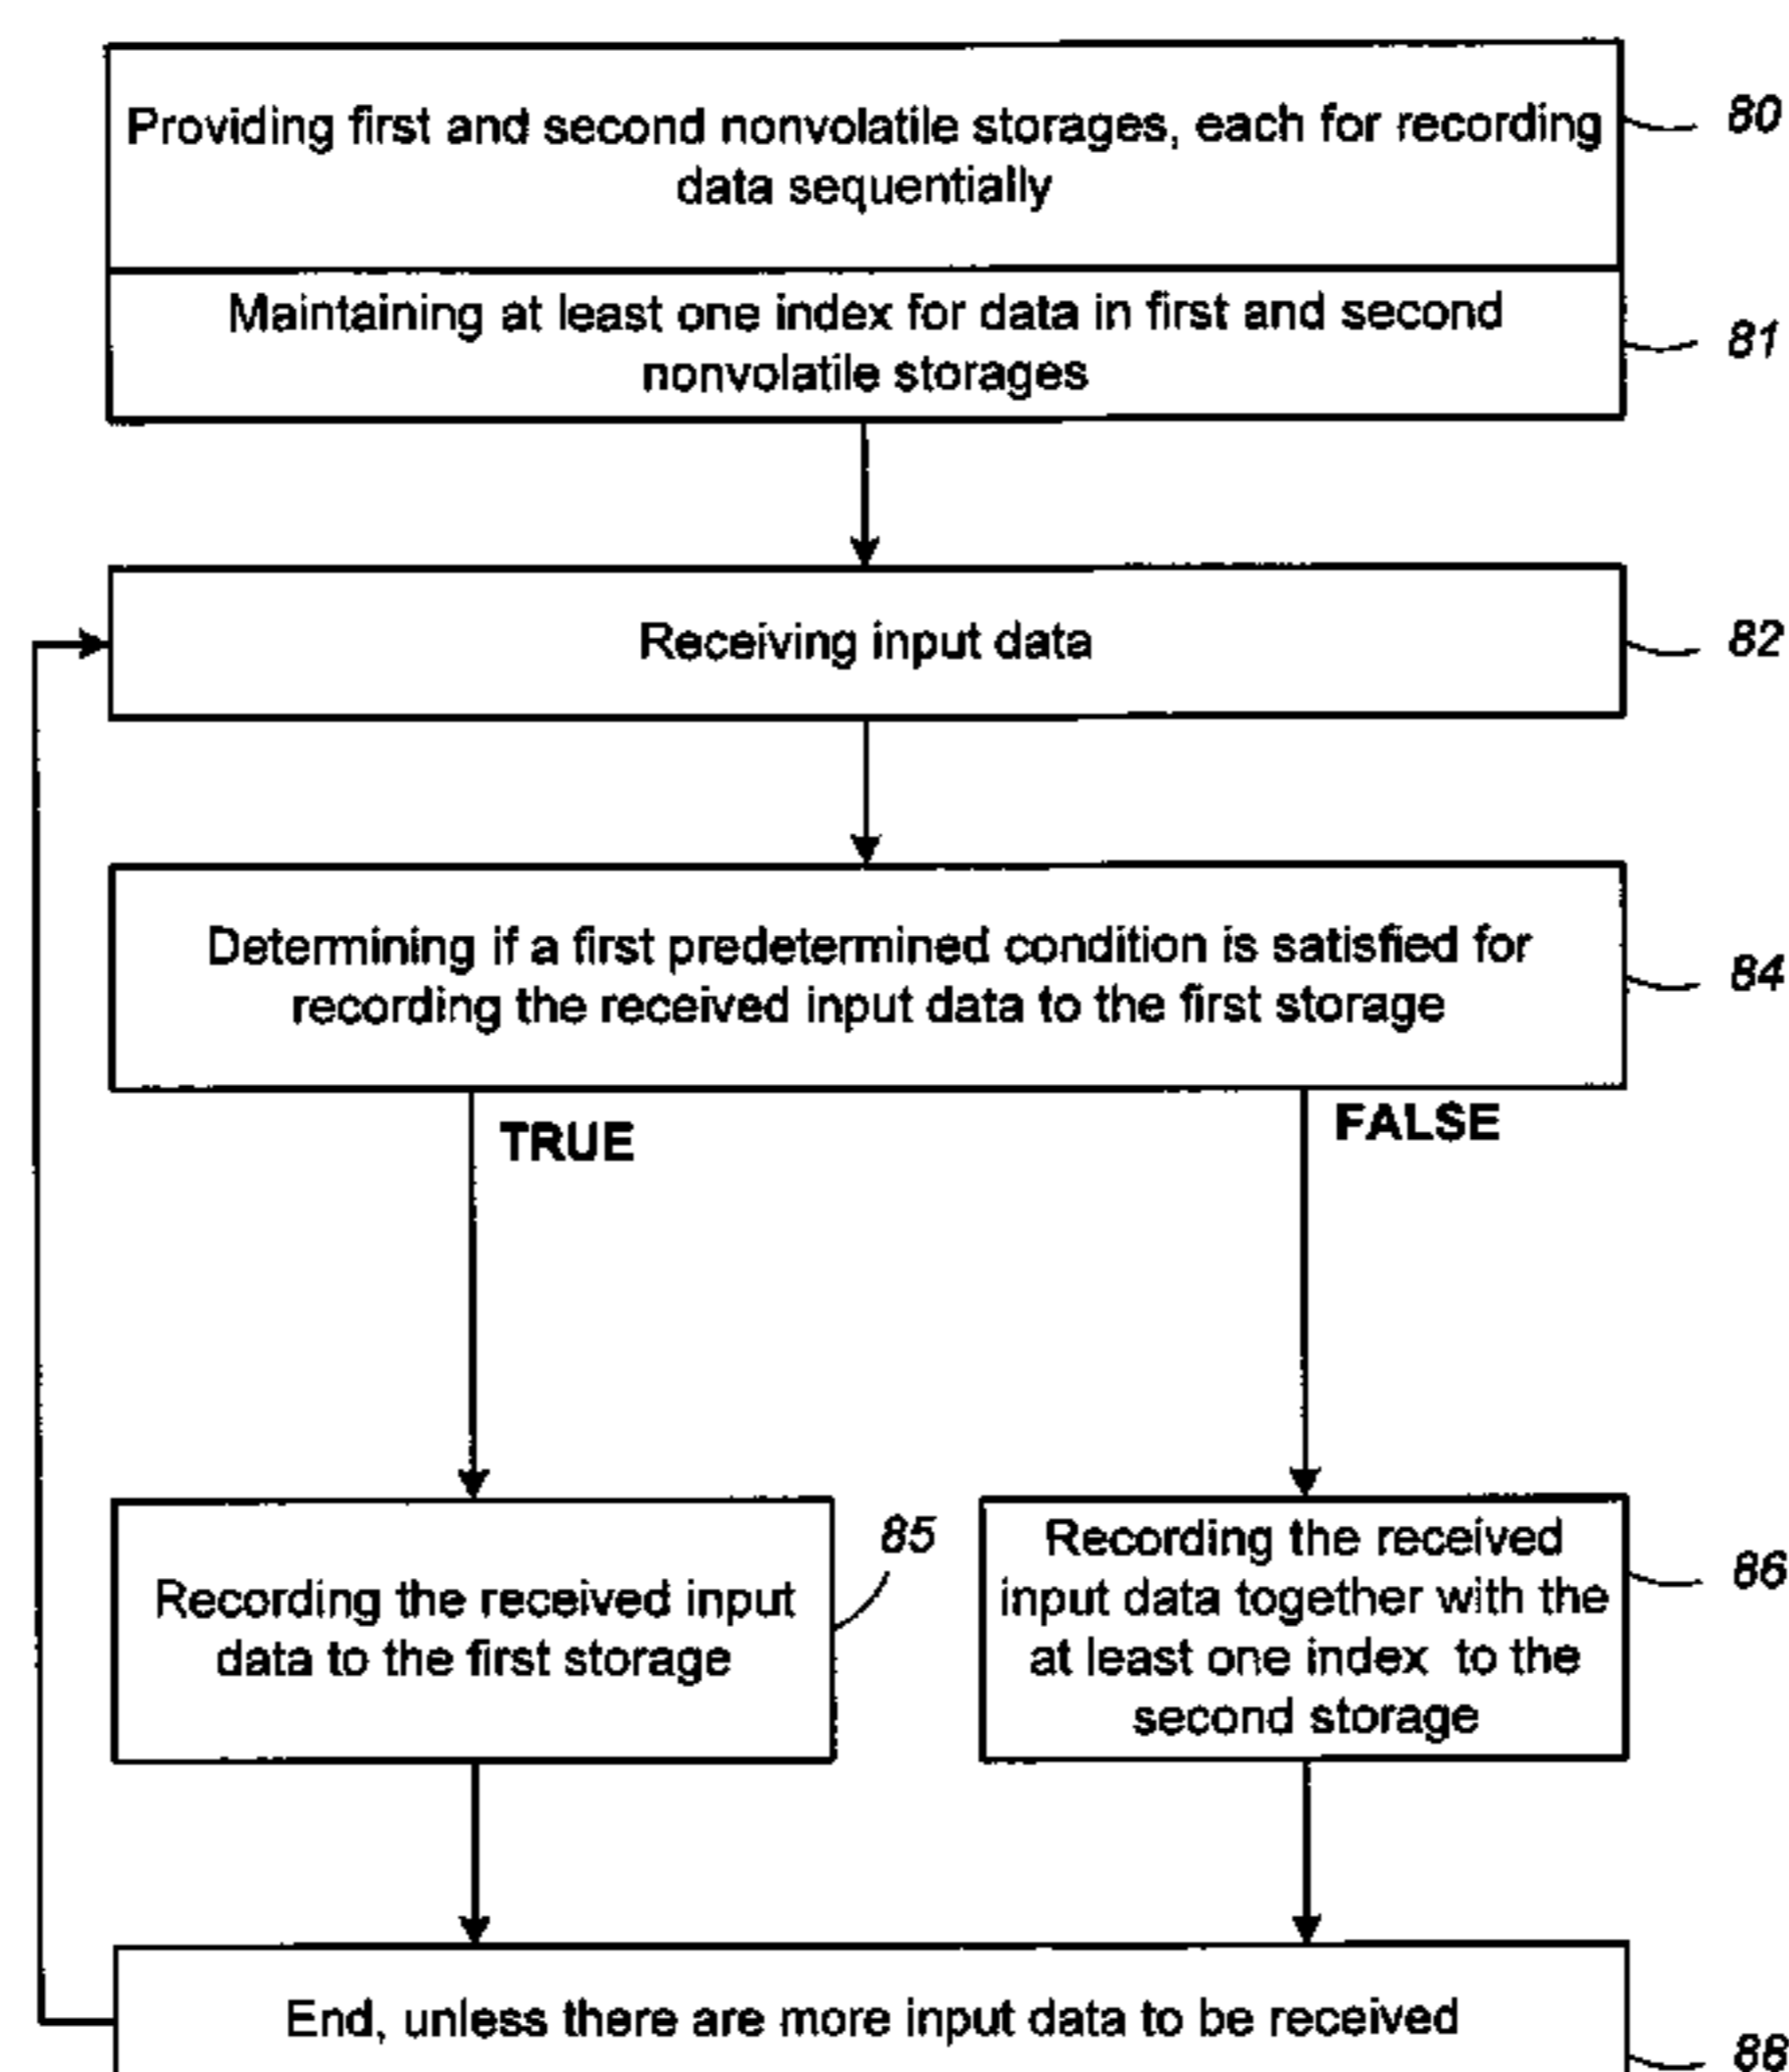 Providing first and second nonvolatile storages, each for recording
data sequentially
80
Maintaining at least one index for data in first and second
nonvolatile storages
81
Receiving input data
82
Determining if a first predetermined condition is satisfied for
recording the received input data to the first storage
84
TRUE
FALSE
Recording the received input
data to the first storage
85
Recording the received
input data together with the
at least one index to the
second storage
86
End, unless there are more input data to be received
88